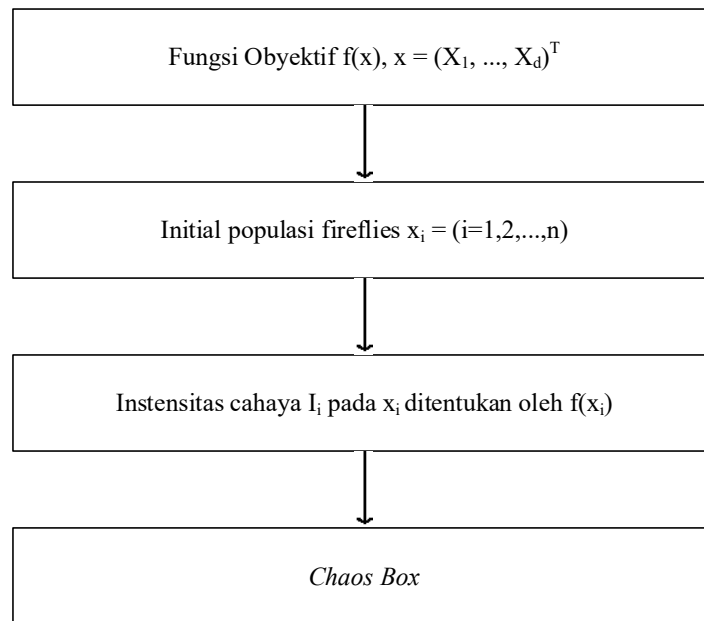 Fungsi Obyektif f(x), x = (X₁, ..., X_d)ᵀ
Initial populasi fireflies xᵢ = (i=1,2,...,n)
Instensitas cahaya Iᵢ pada xᵢ ditentukan oleh f(xᵢ)
Chaos Box